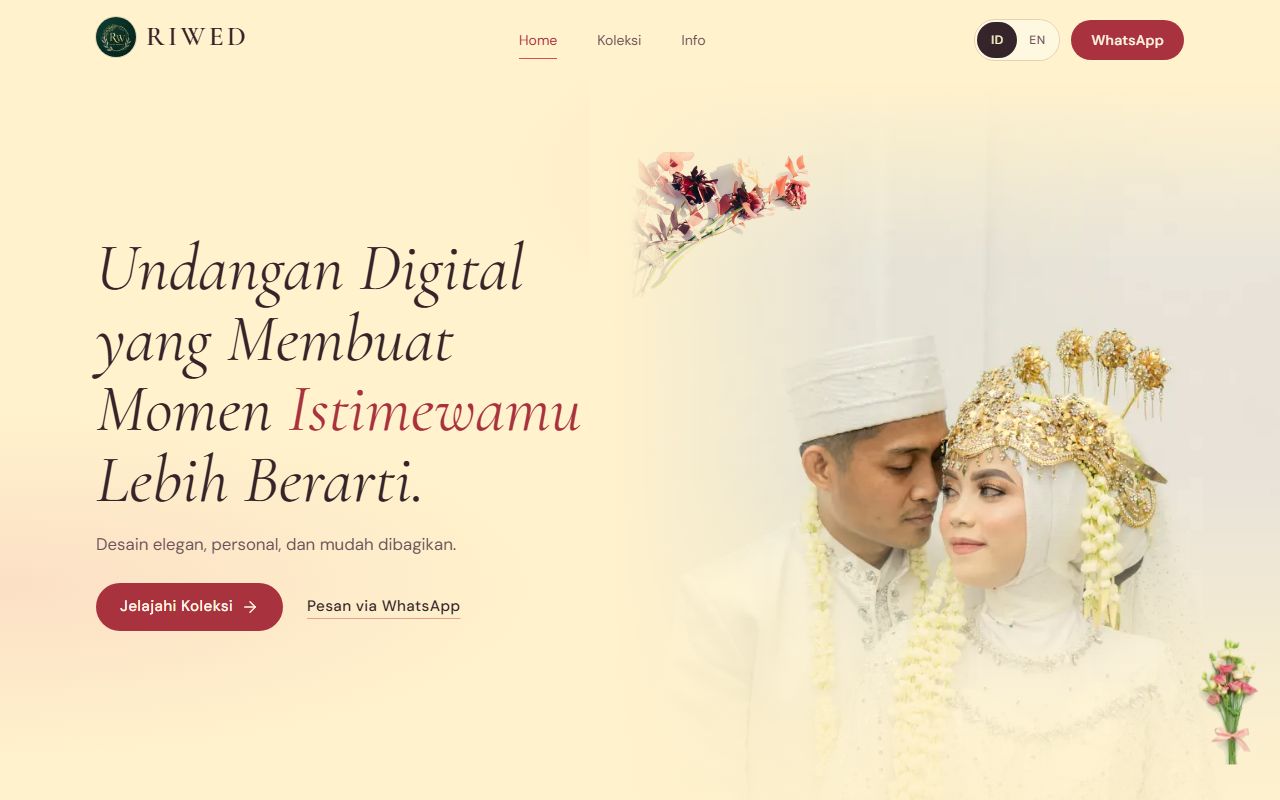 RW
RIWED
Home
Koleksi
Info
ID
EN
WhatsApp
Undangan Digital
yang Membuat
Momen Istimewamu
Lebih Berarti.
Desain elegan, personal, dan mudah dibagikan.
Jelajahi Koleksi →
Pesan via WhatsApp